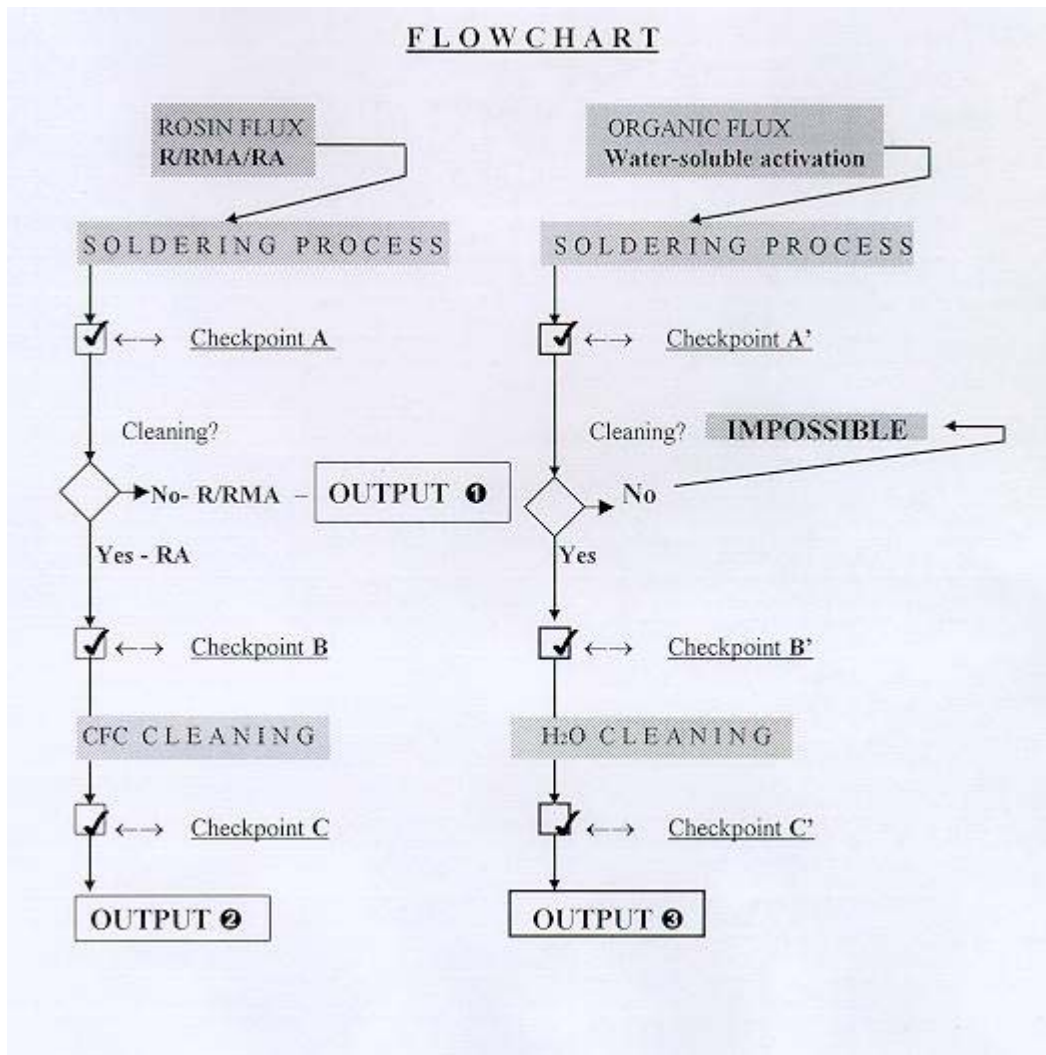 FLOWCHART
ROSIN FLUX
R/RMA/RA
SOLDERING PROCESS
Checkpoint A
Cleaning?
No- R/RMA – OUTPUT ❶
Yes - RA
Checkpoint B
CFC CLEANING
Checkpoint C
OUTPUT ❷
ORGANIC FLUX
Water-soluble activation
SOLDERING PROCESS
Checkpoint A’
Cleaning? IMPOSSIBLE
No
Yes
Checkpoint B’
H₂O CLEANING
Checkpoint C’
OUTPUT ❸